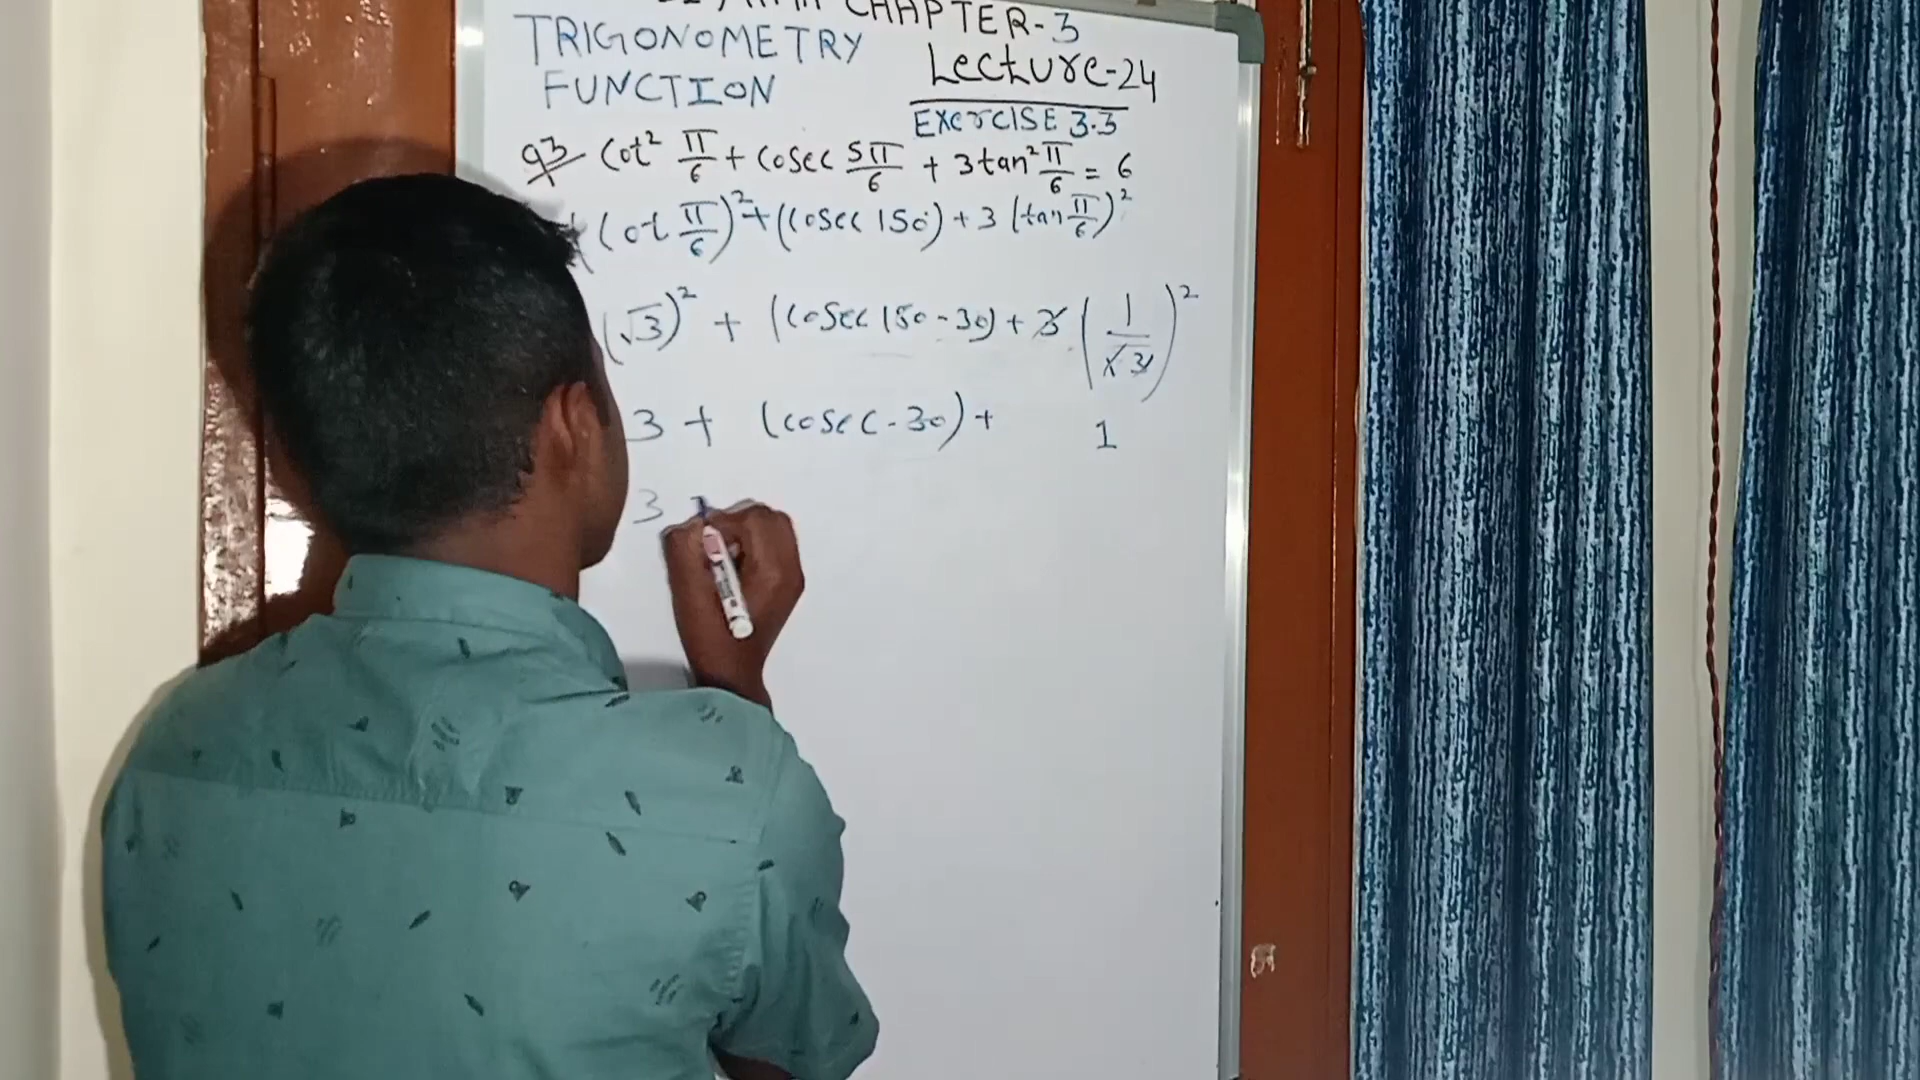 CHAPTER-3
TRIGONOMETRY
FUNCTION
Lecture-24
EXERCISE 3.3
Q3 Cot² π/6 + Cosec 5π/6 + 3tan² π/6 = 6
(ot π/6)² + (cosec 150) + 3 (tan π/6)²
(√3)² + (cosec 180 - 30) + 3 (1/√3)²
3 + (cosec - 30) + 1
3